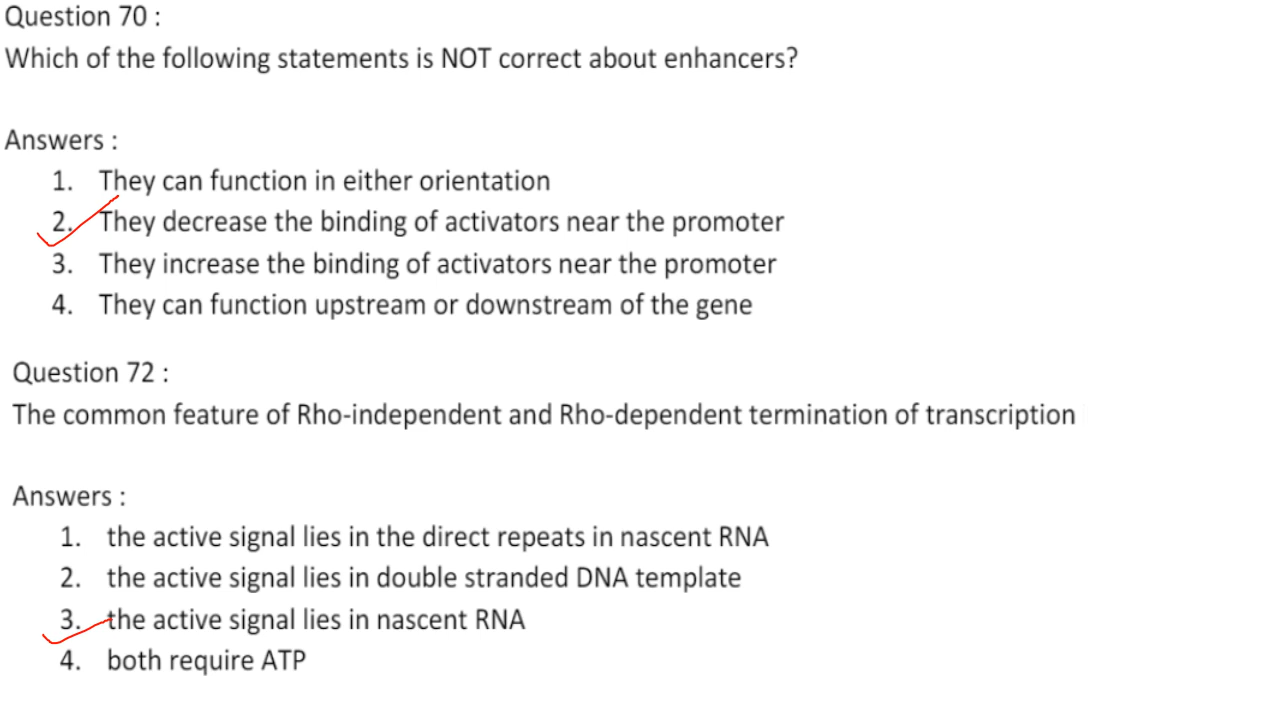 Question 70 :
Which of the following statements is NOT correct about enhancers?
Answers :
1. They can function in either orientation
2. They decrease the binding of activators near the promoter
3. They increase the binding of activators near the promoter
4. They can function upstream or downstream of the gene
Question 72 :
The common feature of Rho-independent and Rho-dependent termination of transcription
Answers :
1. the active signal lies in the direct repeats in nascent RNA
2. the active signal lies in double stranded DNA template
3. the active signal lies in nascent RNA
4. both require ATP